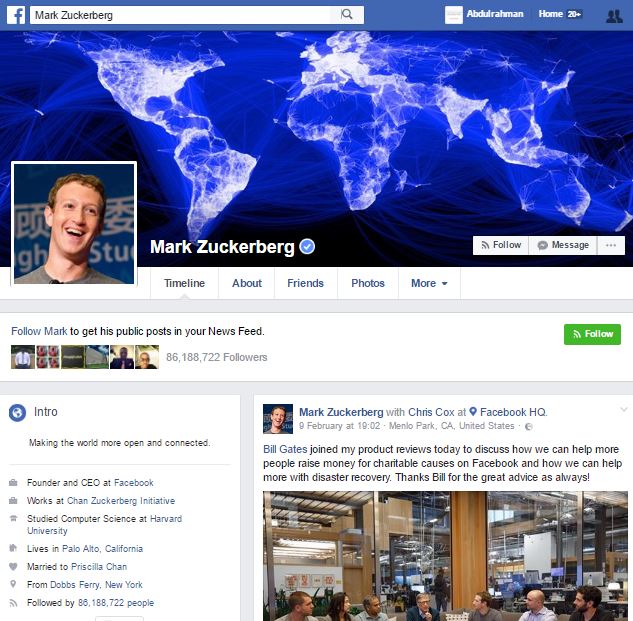 f Mark Zuckerberg
Abdulrahman Home 20+
Mark Zuckerberg
Follow Message ...
Timeline About Friends Photos More
Follow Mark to get his public posts in your News Feed.
Follow
86,188,722 Followers
Intro
Making the world more open and connected.
Founder and CEO at Facebook
Works at Chan Zuckerberg Initiative
Studied Computer Science at Harvard
University
Lives in Palo Alto, California
Married to Priscilla Chan
From Dobbs Ferry, New York
Followed by 86,188,722 people
Mark Zuckerberg with Chris Cox at Facebook HQ.
9 February at 19:02 · Menlo Park, CA, United States ·
Bill Gates joined my product reviews today to discuss how we can help more
people raise money for charitable causes on Facebook and how we can help
more with disaster recovery. Thanks Bill for the great advice as always!